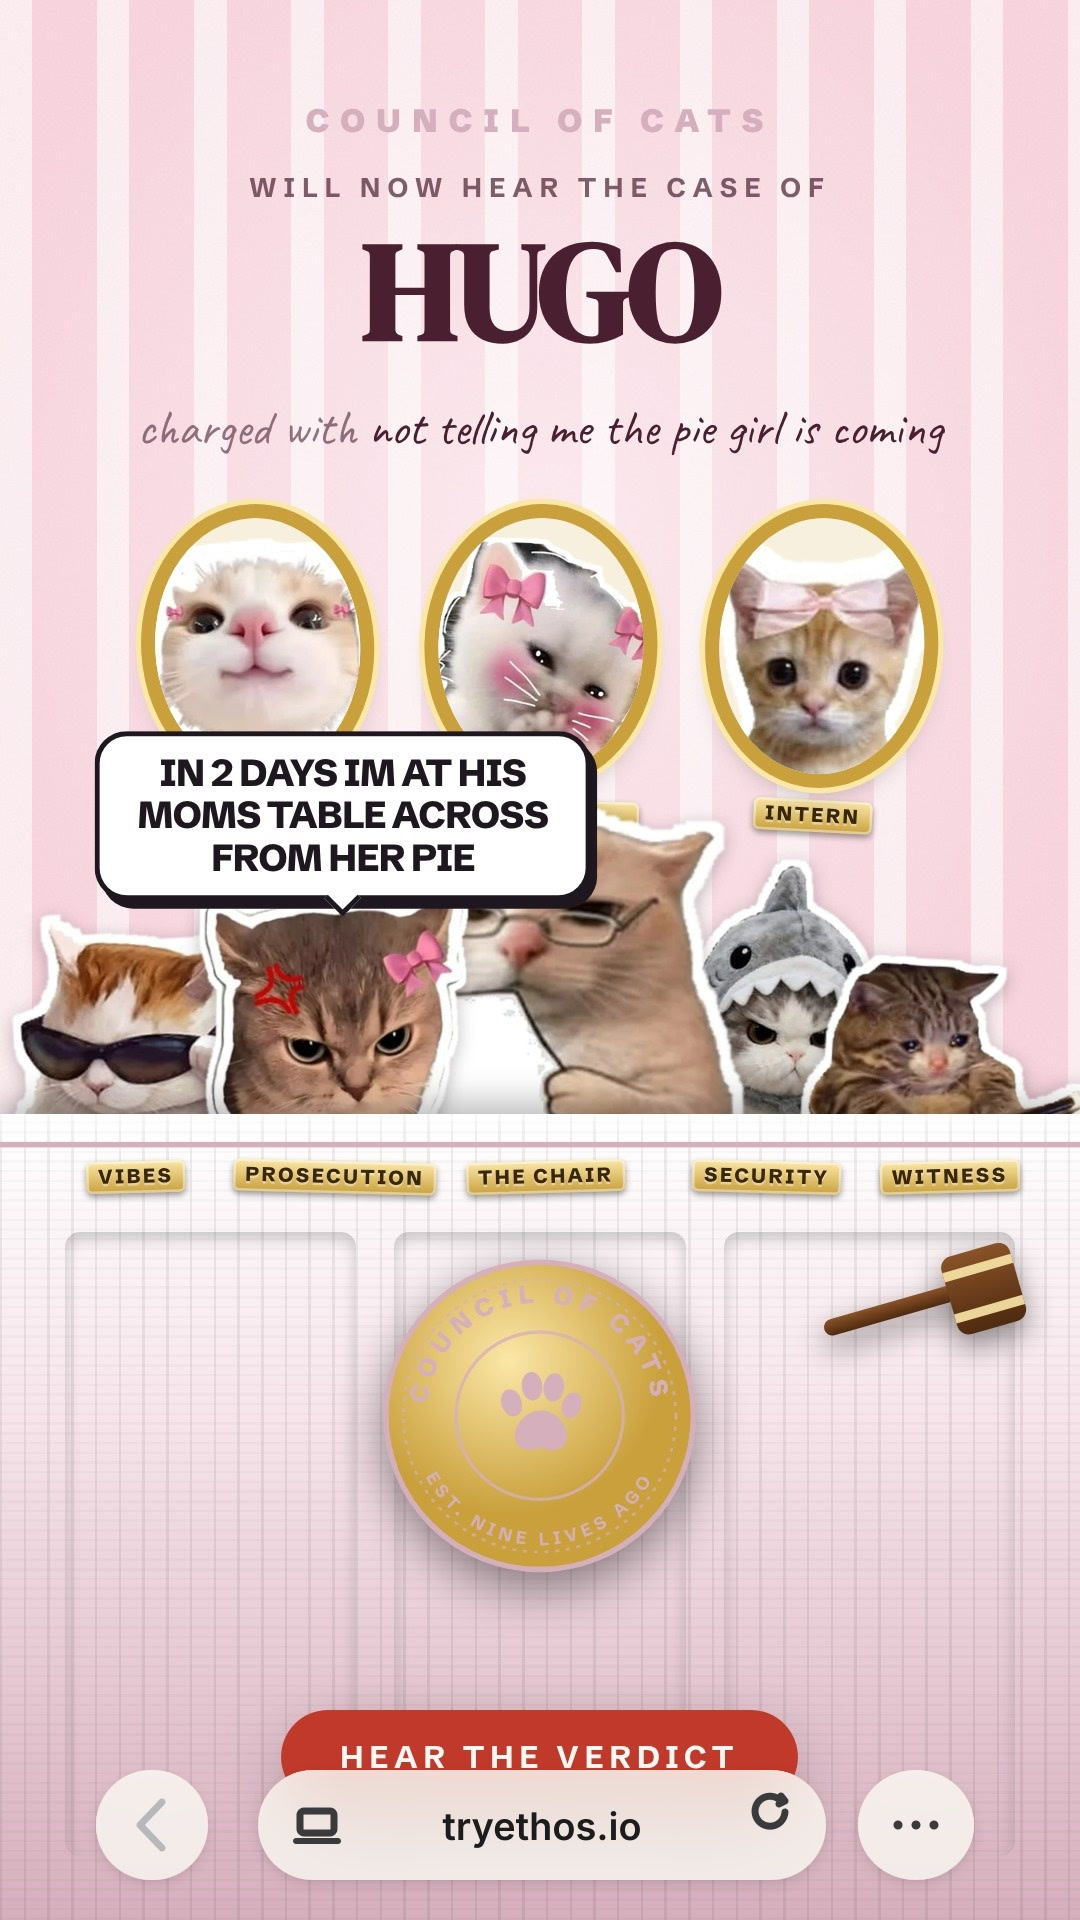 COUNCIL OF CATS
WILL NOW HEAR THE CASE OF
HUGO
charged with not telling me the pie girl is coming
IN 2 DAYS IM AT HIS
MOMS TABLE ACROSS
FROM HER PIE
INTERN
VIBES
PROSECUTION
THE CHAIR
SECURITY
WITNESS
COUNCIL OF CATS
EST. NINE LIVES AGO
HEAR THE VERDICT
tryethos.io